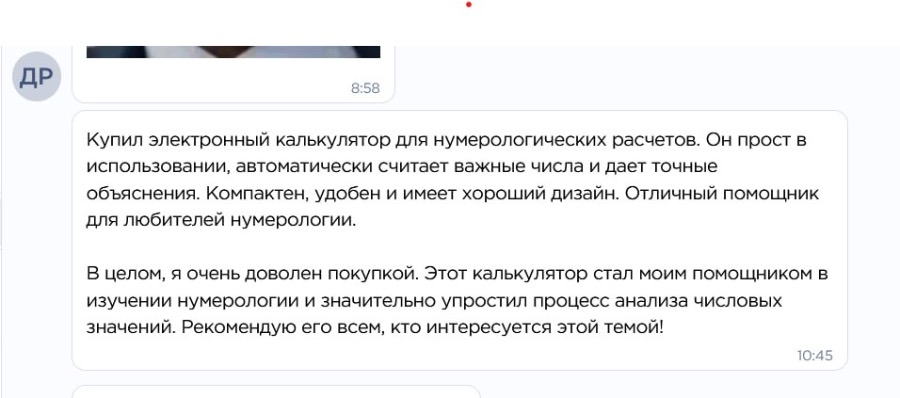 ДР
8:58
Купил электронный калькулятор для нумерологических расчетов. Он прост в
использовании, автоматически считает важные числа и дает точные
объяснения. Компактен, удобен и имеет хороший дизайн. Отличный помощник
для любителей нумерологии.
В целом, я очень доволен покупкой. Этот калькулятор стал моим помощником в
изучении нумерологии и значительно упростил процесс анализа числовых
значений. Рекомендую его всем, кто интересуется этой темой!
10:45